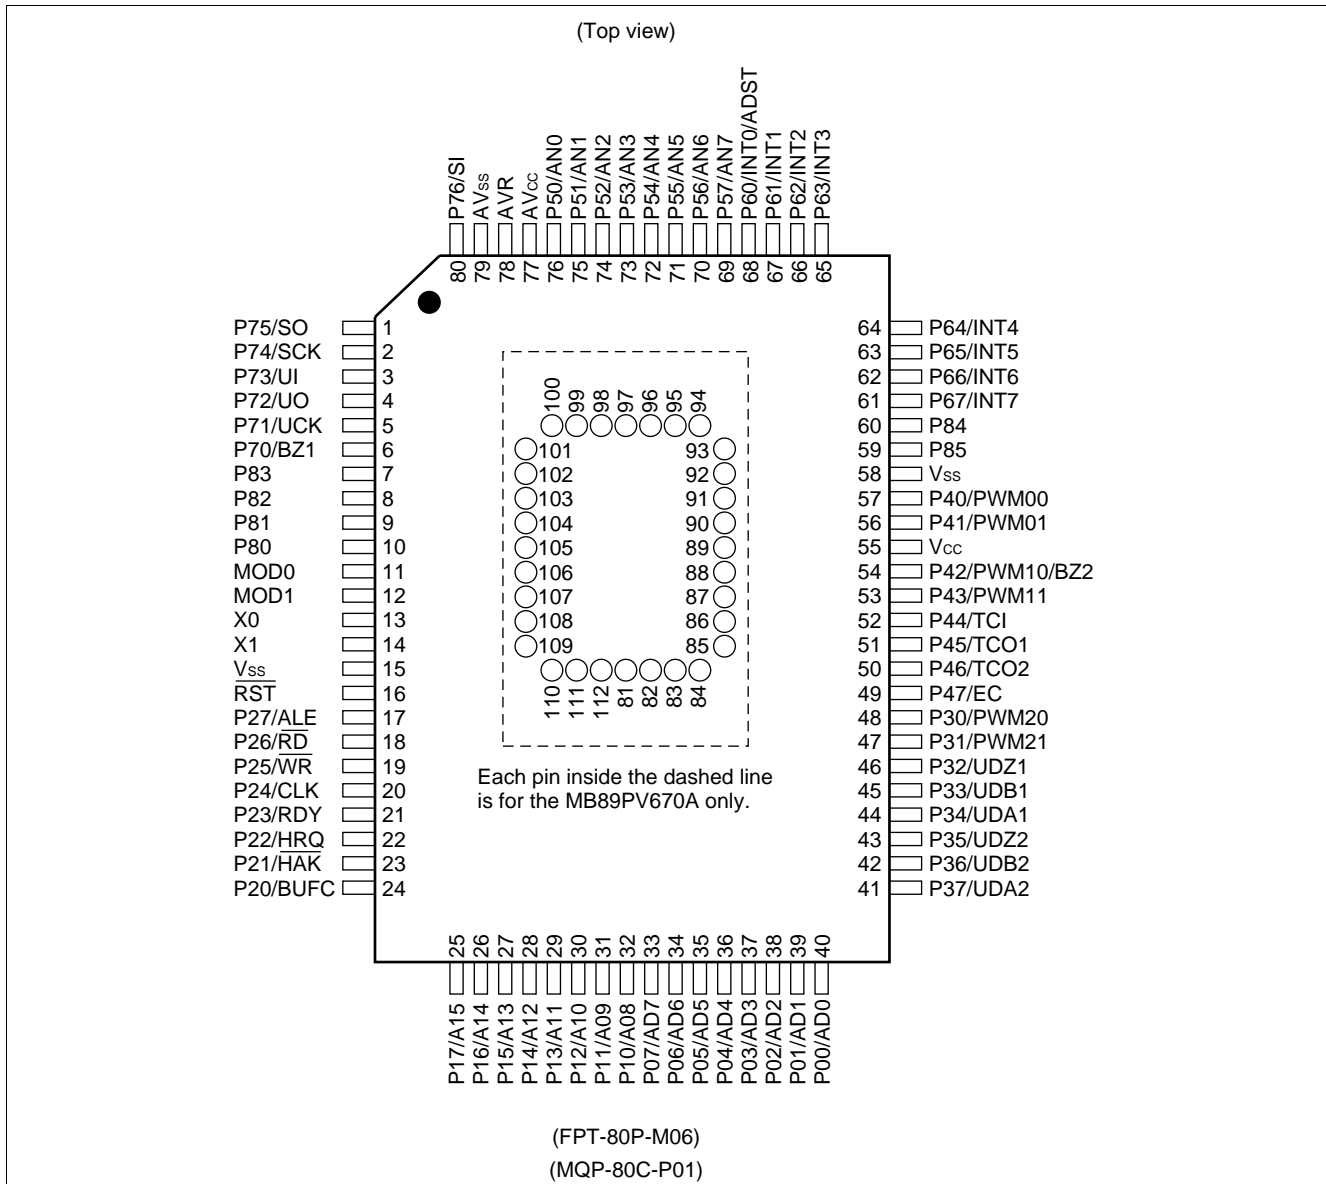 (Top view)
P76/SI
AVss
AVR
AVcc
P50/AN0
P51/AN1
P52/AN2
P53/AN3
P54/AN4
P55/AN5
P56/AN6
P57/AN7
P60/INT0/ADST
P61/INT1
P62/INT2
P63/INT3
80 79 78 77 76 75 74 73 72 71 70 69 68 67 66 65
P75/SO 1
P74/SCK 2
P73/UI 3
P72/UO 4
P71/UCK 5
P70/BZ1 6
P83 7
P82 8
P81 9
P80 10
MOD0 11
MOD1 12
X0 13
X1 14
Vss 15
RST 16
P27/ALE 17
P26/RD 18
P25/WR 19
P24/CLK 20
P23/RDY 21
P22/HRQ 22
P21/HAK 23
P20/BUFC 24
100 99 98 97 96 95 94
101 93
102 92
103 91
104 90
105 89
106 88
107 87
108 86
109 85
110 111 112 81 82 83 84
Each pin inside the dashed line
is for the MB89PV670A only.
64 P64/INT4
63 P65/INT5
62 P66/INT6
61 P67/INT7
60 P84
59 P85
58 Vss
57 P40/PWM00
56 P41/PWM01
55 Vcc
54 P42/PWM10/BZ2
53 P43/PWM11
52 P44/TCI
51 P45/TCO1
50 P46/TCO2
49 P47/EC
48 P30/PWM20
47 P31/PWM21
46 P32/UDZ1
45 P33/UDB1
44 P34/UDA1
43 P35/UDZ2
42 P36/UDB2
41 P37/UDA2
25 26 27 28 29 30 31 32 33 34 35 36 37 38 39 40
P17/A15
P16/A14
P15/A13
P14/A12
P13/A11
P12/A10
P11/A09
P10/A08
P07/AD7
P06/AD6
P05/AD5
P04/AD4
P03/AD3
P02/AD2
P01/AD1
P00/AD0
(FPT-80P-M06)
(MQP-80C-P01)